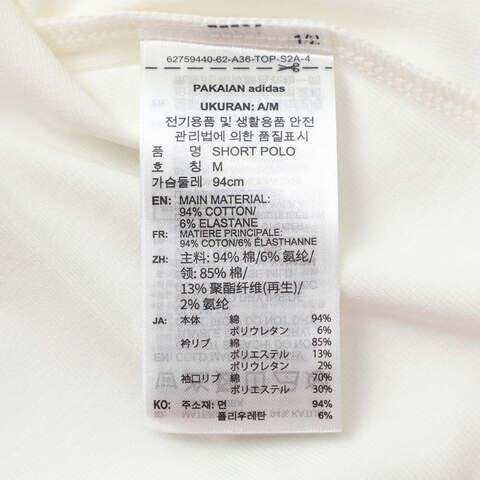 1/2
62759440-62-A36-TOP-S2A-4
PAKAIAN adidas
UKURAN: A/M
전기용품 및 생활용품 안전
관리법에 의한 품질표시
품 명 SHORT POLO
호 칭 M
가슴둘레 94cm
EN: MAIN MATERIAL:
94% COTTON/
6% ELASTANE
FR: MATIERE PRINCIPALE:
94% COTON/6% ÉLASTHANNE
ZH: 主料: 94% 棉/6% 氨纶/
领: 85% 棉/
13% 聚酯纤维(再生)/
2% 氨纶
JA: 本体 綿 94%
ポリウレタン 6%
衿リブ 綿 85%
ポリエステル 13%
ポリウレタン 2%
袖口リブ 綿 70%
ポリエステル 30%
KO: 주소재: 면 94%
폴리우레탄 6%